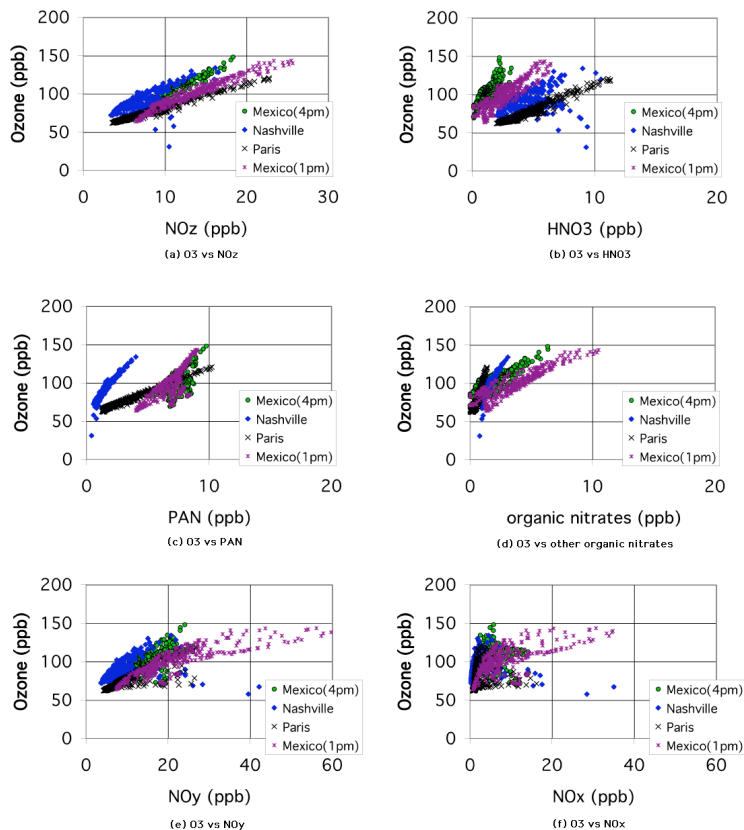 200
150
100
50
0
Ozone (ppb)
Mexico(4pm)
Nashville
Paris
Mexico(1pm)
0 10 20 30
NOz (ppb)
(a) O3 vs NOz
200
150
100
50
0
Ozone (ppb)
Mexico(4pm)
Nashville
Paris
Mexico(1pm)
0 10 20
HNO3 (ppb)
(b) O3 vs HNO3
200
150
100
50
0
Ozone (ppb)
Mexico(4pm)
Nashville
Paris
Mexico(1pm)
0 10 20
PAN (ppb)
(c) O3 vs PAN
200
150
100
50
0
Ozone (ppb)
Mexico(4pm)
Nashville
Paris
Mexico(1pm)
0 10 20
organic nitrates (ppb)
(d) O3 vs other organic nitrates
200
150
100
50
0
Ozone (ppb)
Mexico(4pm)
Nashville
Paris
Mexico(1pm)
0 20 40 60
NOy (ppb)
(e) O3 vs NOy
200
150
100
50
0
Ozone (ppb)
Mexico(4pm)
Nashville
Paris
Mexico(1pm)
0 20 40 60
NOx (ppb)
(f) O3 vs NOx